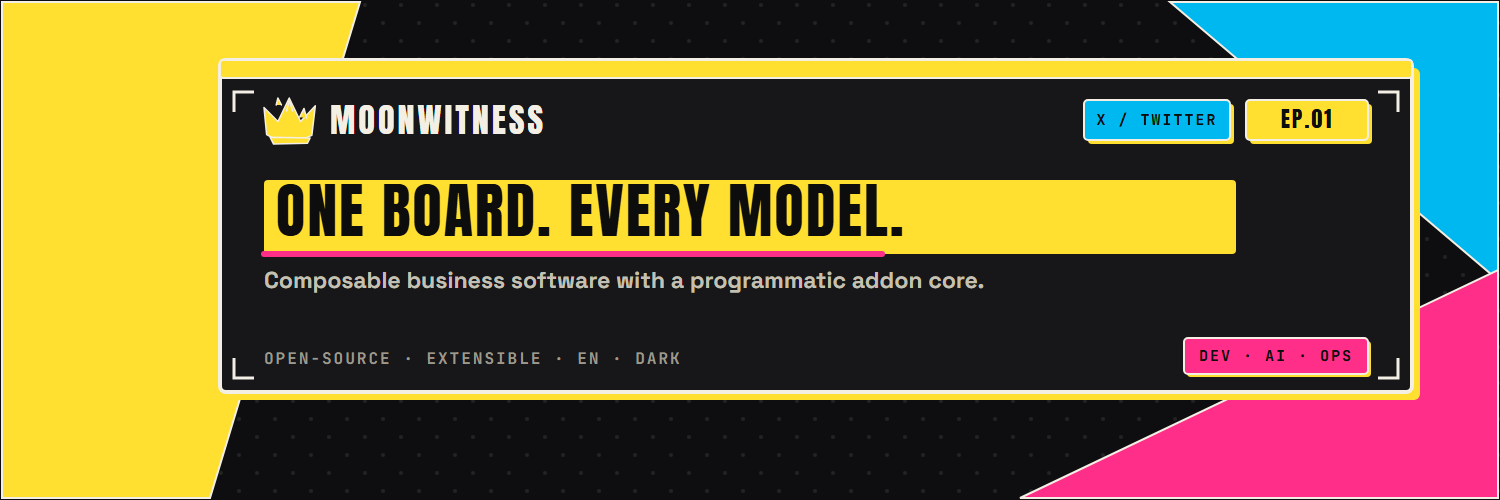 MOONWITNESS
X / TWITTER
EP.01
ONE BOARD. EVERY MODEL.
Composable business software with a programmatic addon core.
OPEN-SOURCE · EXTENSIBLE · EN · DARK
DEV · AI · OPS